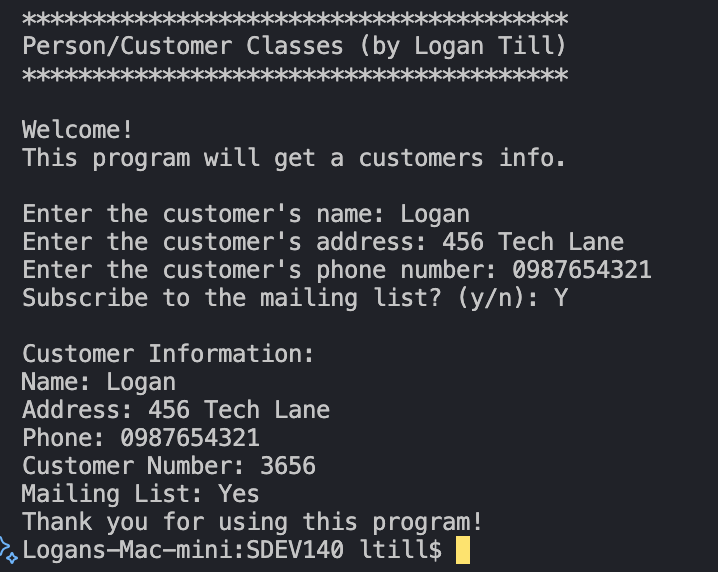 ***************************************
Person/Customer Classes (by Logan Till)
***************************************
Welcome!
This program will get a customers info.
Enter the customer's name: Logan
Enter the customer's address: 456 Tech Lane
Enter the customer's phone number: 0987654321
Subscribe to the mailing list? (y/n): Y
Customer Information:
Name: Logan
Address: 456 Tech Lane
Phone: 0987654321
Customer Number: 3656
Mailing List: Yes
Thank you for using this program!
Logans-Mac-mini:SDEV140 ltill$